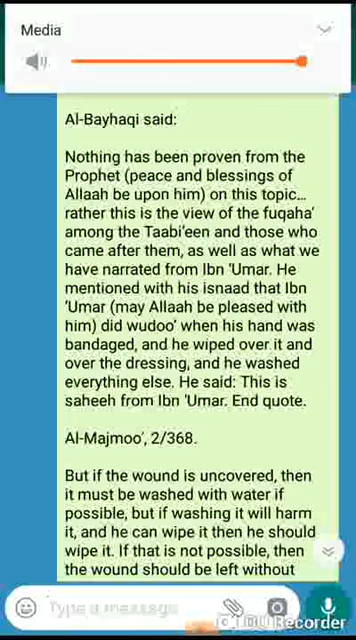 Media
Al-Bayhaqi said:
Nothing has been proven from the
Prophet (peace and blessings of
Allaah be upon him) on this topic...
rather this is the view of the fuqaha'
among the Taabi'een and those who
came after them, as well as what we
have narrated from Ibn 'Umar. He
mentioned with his isnaad that Ibn
'Umar (may Allaah be pleased with
him) did wudoo' when his hand was
bandaged, and he wiped over it and
over the dressing, and he washed
everything else. He said: This is
saheeh from Ibn 'Umar. End quote.
Al-Majmoo', 2/368.
But if the wound is uncovered, then
it must be washed with water if
possible, but if washing it will harm
it, and he can wipe it then he should
wipe it. If that is not possible, then
the wound should be left without
Type a message
DU Recorder